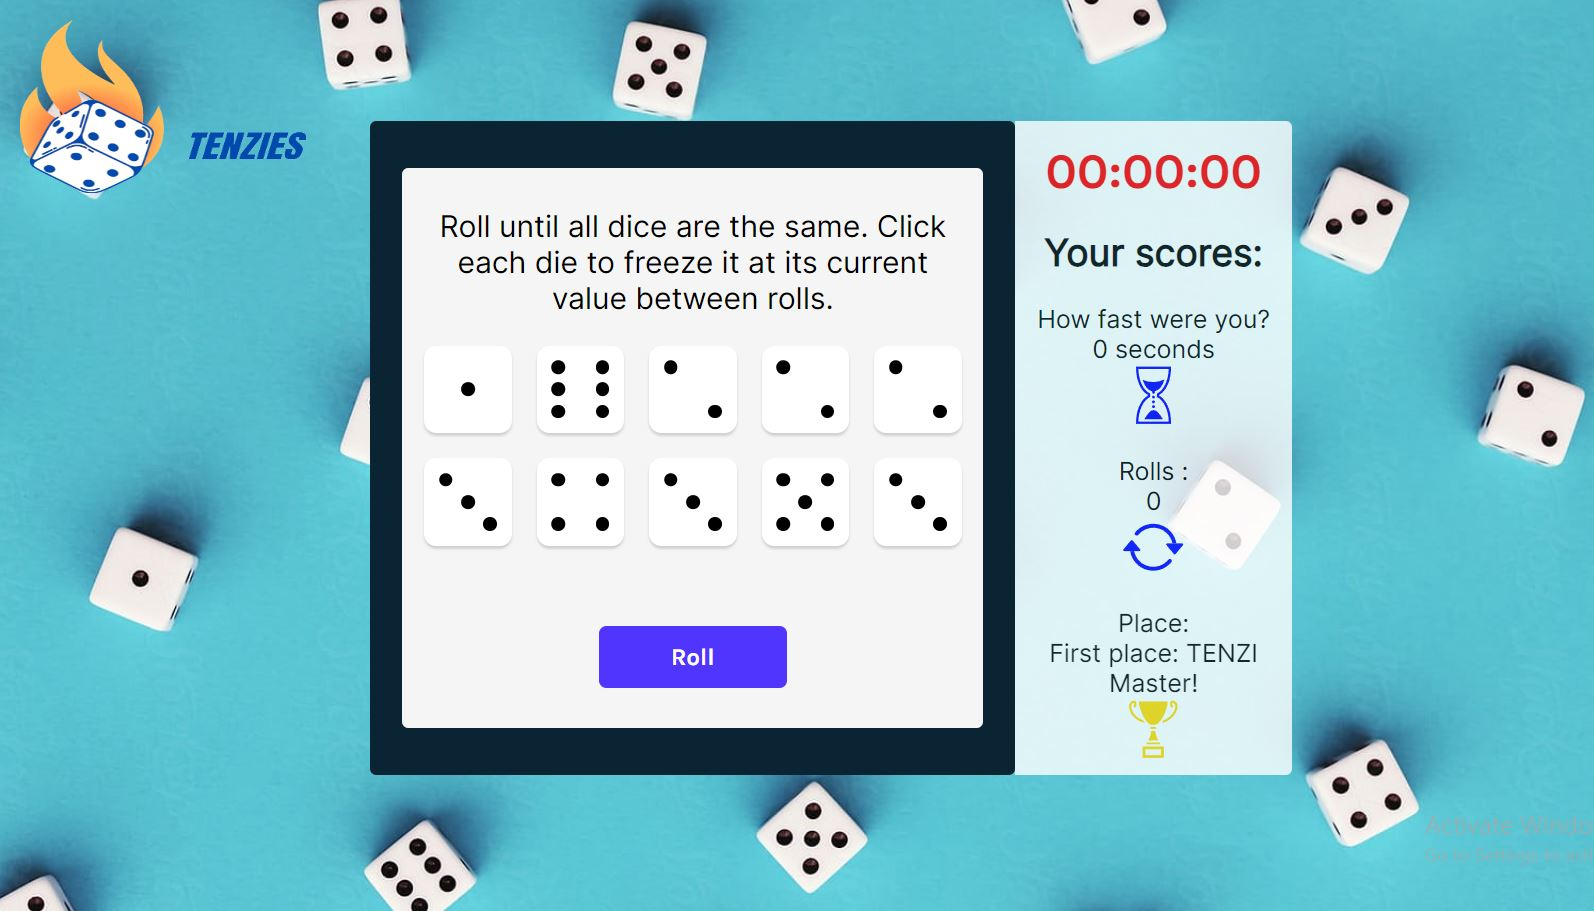 TENZIES
Roll until all dice are the same. Click
each die to freeze it at its current
value between rolls.
Roll
00:00:00
Your scores:
How fast were you?
0 seconds
Rolls :
0
Place:
First place: TENZI
Master!
Activate Windo
Go to Settings to